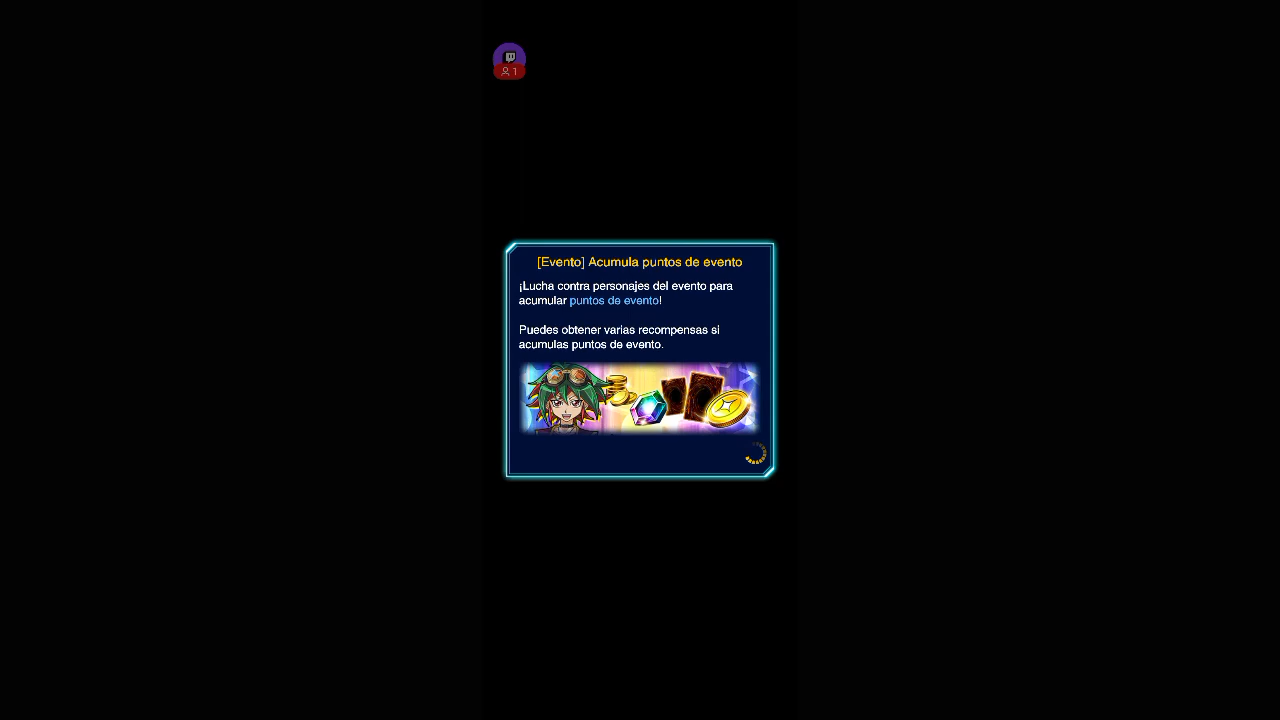 1
[Evento] Acumula puntos de evento
¡Lucha contra personajes del evento para
acumular puntos de evento!
Puedes obtener varias recompensas si
acumulas puntos de evento.